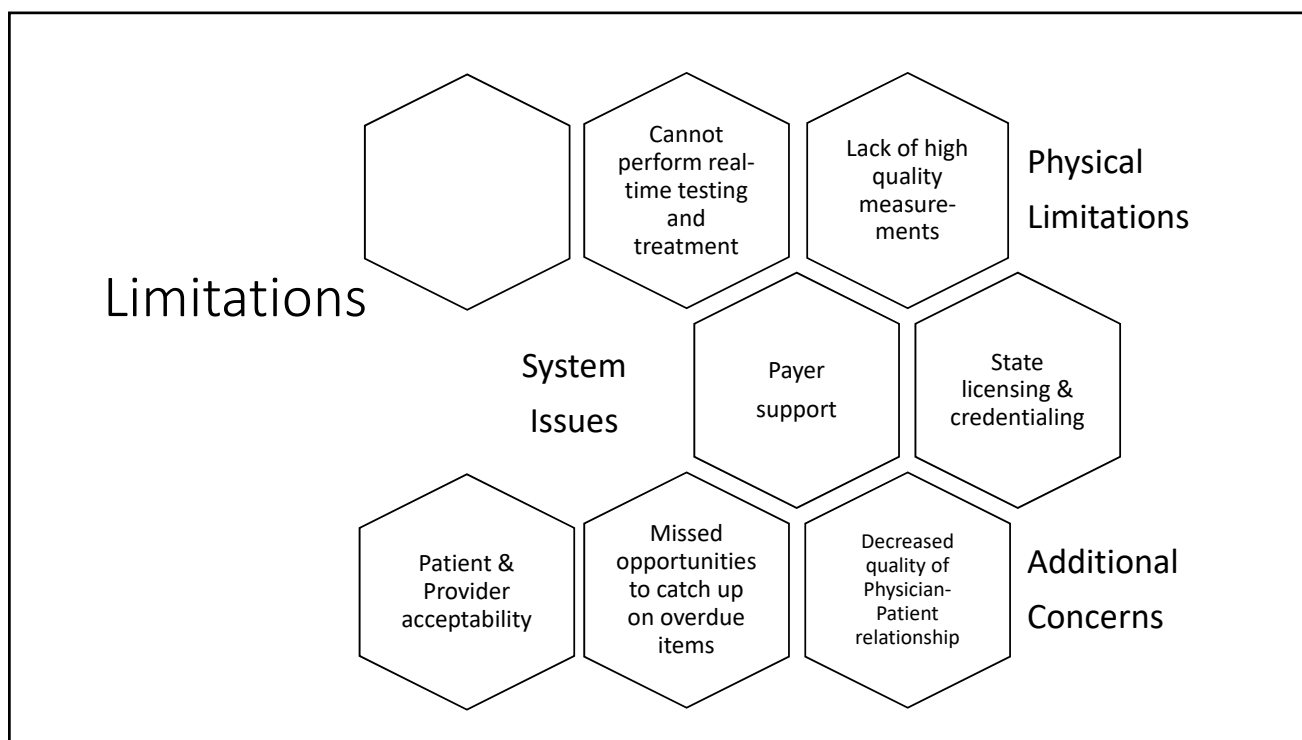 Limitations
Cannot
perform real-
time testing
and
treatment
Lack of high
quality
measure-
ments
Physical
Limitations
System
Issues
Payer
support
State
licensing &
credentialing
Patient &
Provider
acceptability
Missed
opportunities
to catch up
on overdue
items
Decreased
quality of
Physician-
Patient
relationship
Additional
Concerns